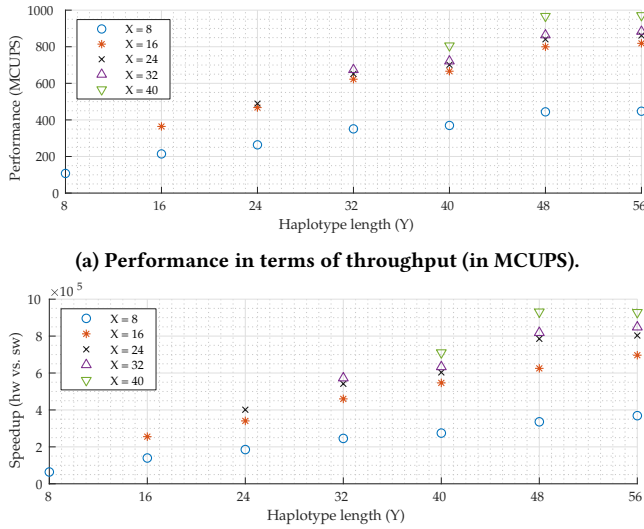 1000
800
600
400
200
0
Performance (MCUPS)
X = 8
X = 16
X = 24
X = 32
X = 40
8 16 24 32 40 48 56
Haplotype length (Y)
(a) Performance in terms of throughput (in MCUPS).
×10^5
10
8
6
4
2
0
Speedup (hw vs. sw)
X = 8
X = 16
X = 24
X = 32
X = 40
8 16 24 32 40 48 56
Haplotype length (Y)